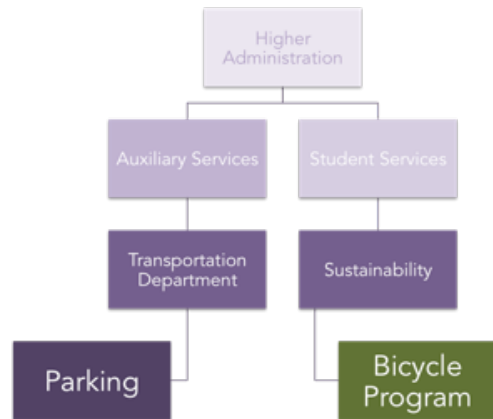 Higher
Administration
Auxiliary Services
Student Services
Transportation
Department
Sustainability
Parking
Bicycle
Program